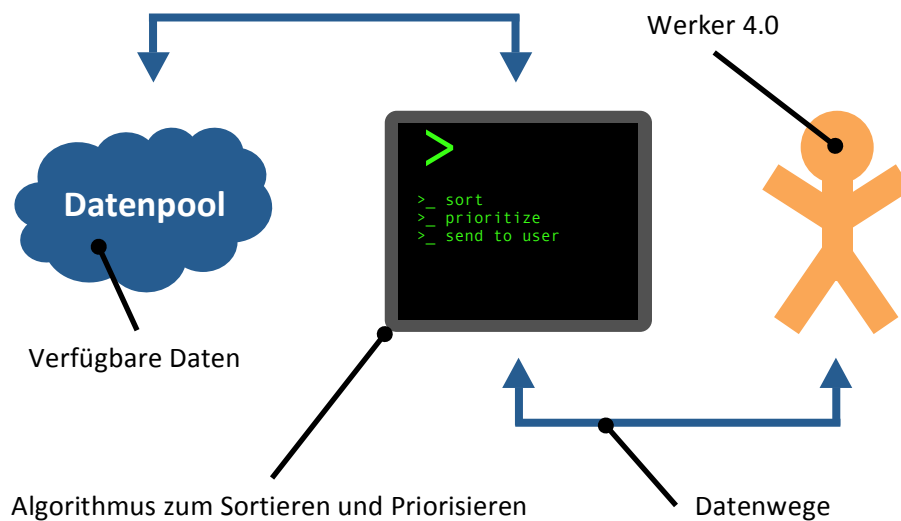 Werker 4.0
Datenpool
>
>_ sort
>_ prioritize
>_ send to user
Verfügbare Daten
Algorithmus zum Sortieren und Priorisieren
Datenwege